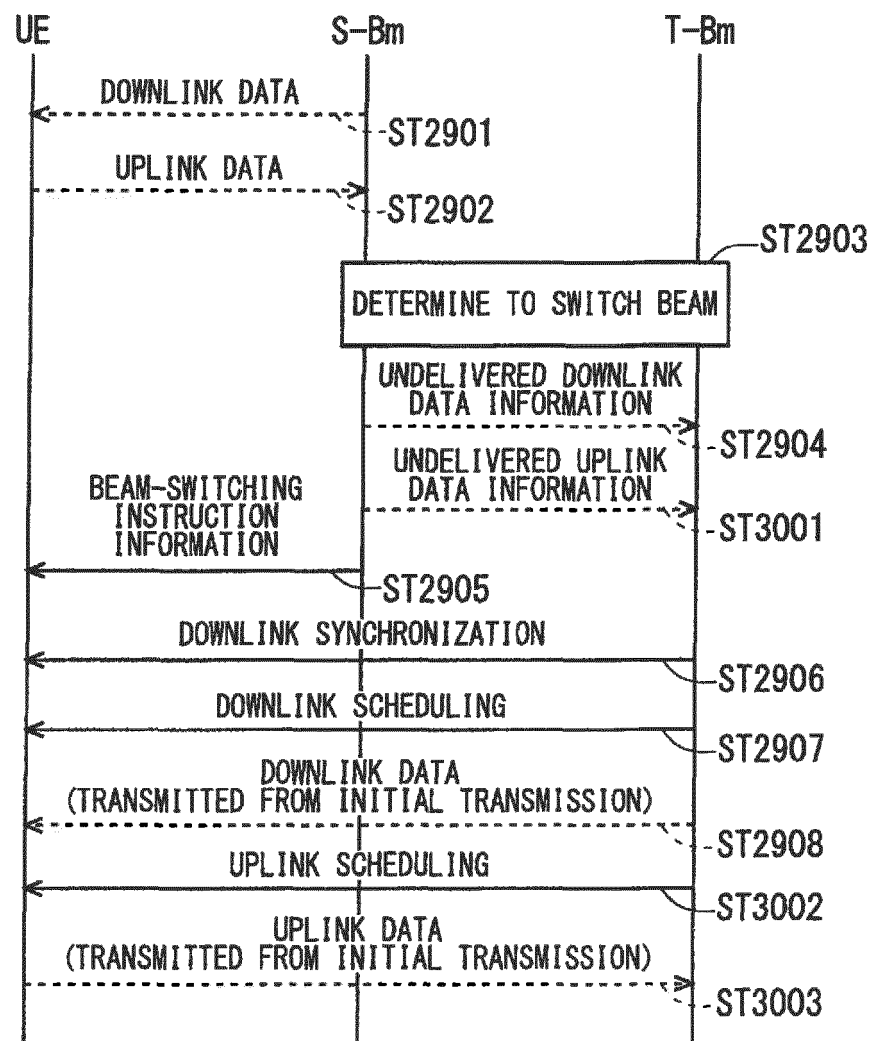 UE S-Bm T-Bm
DOWNLINK DATA
ST2901
UPLINK DATA
ST2902
ST2903
DETERMINE TO SWITCH BEAM
UNDELIVERED DOWNLINK
DATA INFORMATION
ST2904
UNDELIVERED UPLINK
DATA INFORMATION
ST3001
BEAM-SWITCHING
INSTRUCTION
INFORMATION
ST2905
DOWNLINK SYNCHRONIZATION
ST2906
DOWNLINK SCHEDULING
ST2907
DOWNLINK DATA
(TRANSMITTED FROM INITIAL TRANSMISSION)
ST2908
UPLINK SCHEDULING
ST3002
UPLINK DATA
(TRANSMITTED FROM INITIAL TRANSMISSION)
ST3003